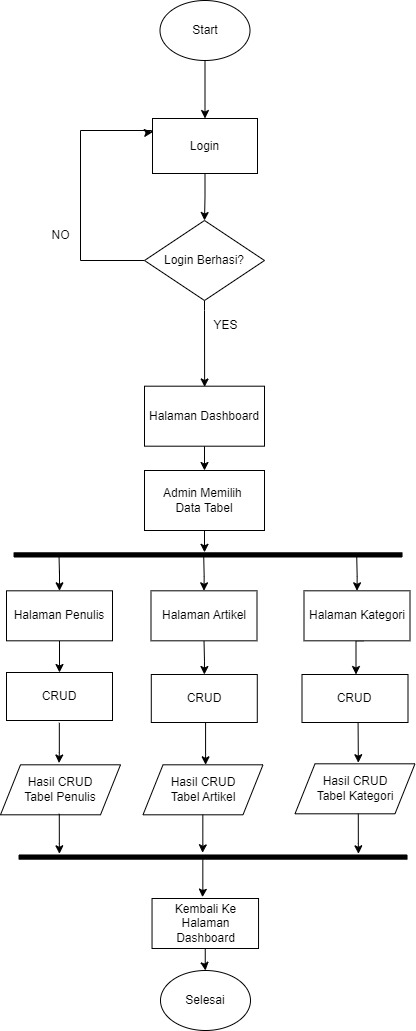 Start
Login
Login Berhasi?
NO
YES
Halaman Dashboard
Admin Memilih
Data Tabel
Halaman Penulis
Halaman Artikel
Halaman Kategori
CRUD
CRUD
CRUD
Hasil CRUD
Tabel Penulis
Hasil CRUD
Tabel Artikel
Hasil CRUD
Tabel Kategori
Kembali Ke
Halaman
Dashboard
Selesai